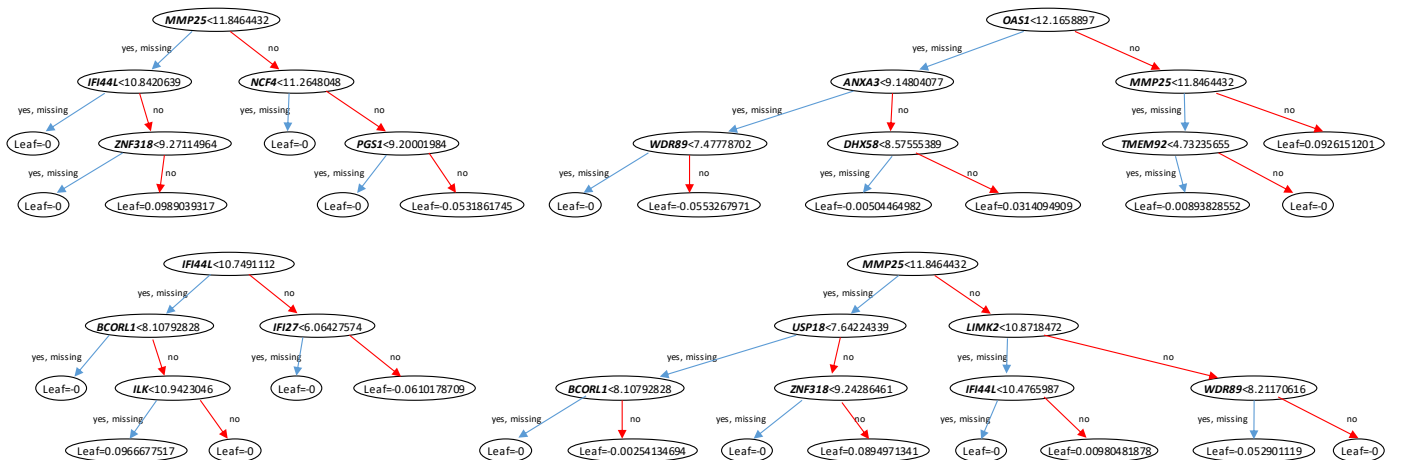 MMP25<11.8464432
OAS1<12.1658897
yes, missing
no
yes, missing
no
IFI44L<10.8420639
NCF4<11.2648048
ANXA3<9.14804077
MMP25<11.8464432
yes, missing
no
yes, missing
no
yes, missing
no
yes, missing
no
Leaf=-0
ZNF318<9.27114964
Leaf=-0
PGS1<9.20001984
WDR89<7.47778702
DHX58<8.57555389
TMEM92<4.73235655
Leaf=0.0926151201
yes, missing
no
yes, missing
no
yes, missing
no
yes, missing
no
yes, missing
no
Leaf=-0
Leaf=0.0989039317
Leaf=-0
Leaf=-0.0531861745
Leaf=-0
Leaf=-0.0553267971
Leaf=-0.00504464982
Leaf=0.0314094909
Leaf=-0.00893828552
Leaf=-0
IFI44L<10.7491112
MMP25<11.8464432
yes, missing
no
yes, missing
no
BCORL1<8.10792828
IFI27<6.06427574
USP18<7.64224339
LIMK2<10.8718472
yes, missing
no
yes, missing
no
yes, missing
no
yes, missing
no
Leaf=-0
ILK<10.9423046
Leaf=-0
Leaf=-0.0610178709
BCORL1<8.10792828
ZNF318<9.24286461
IFI44L<10.4765987
WDR89<8.21170616
yes, missing
no
yes, missing
no
yes, missing
no
yes, missing
no
yes, missing
no
Leaf=0.0966677517
Leaf=-0
Leaf=-0
Leaf=-0.00254134694
Leaf=-0
Leaf=0.0894971341
Leaf=-0
Leaf=0.00980481878
Leaf=-0.052901119
Leaf=-0